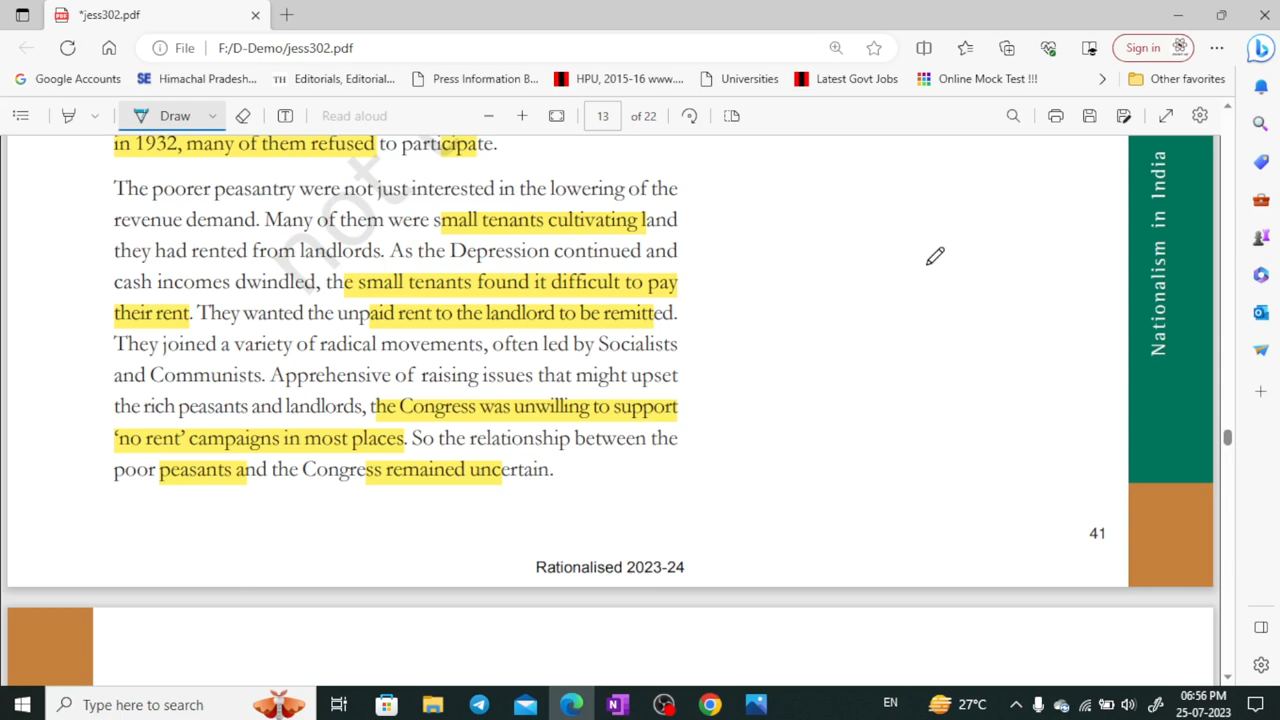 *jess302.pdf
File F:/D-Demo/jess302.pdf Sign in
Google Accounts SE Himachal Pradesh... TH Editorials, Editorial... Press Information B... HPU, 2015-16 www.... Universities Latest Govt Jobs Online Mock Test !!! Other favorites
Draw Read aloud 13 of 22
in 1932, many of them refused to participate.
The poorer peasantry were not just interested in the lowering of the
revenue demand. Many of them were small tenants cultivating land
they had rented from landlords. As the Depression continued and
cash incomes dwindled, the small tenants found it difficult to pay
their rent. They wanted the unpaid rent to the landlord to be remitted.
They joined a variety of radical movements, often led by Socialists
and Communists. Apprehensive of raising issues that might upset
the rich peasants and landlords, the Congress was unwilling to support
‘no rent’ campaigns in most places. So the relationship between the
poor peasants and the Congress remained uncertain.
not
Nationalism in India
41
Rationalised 2023-24
Type here to search EN 27°C 06:56 PM
25-07-2023